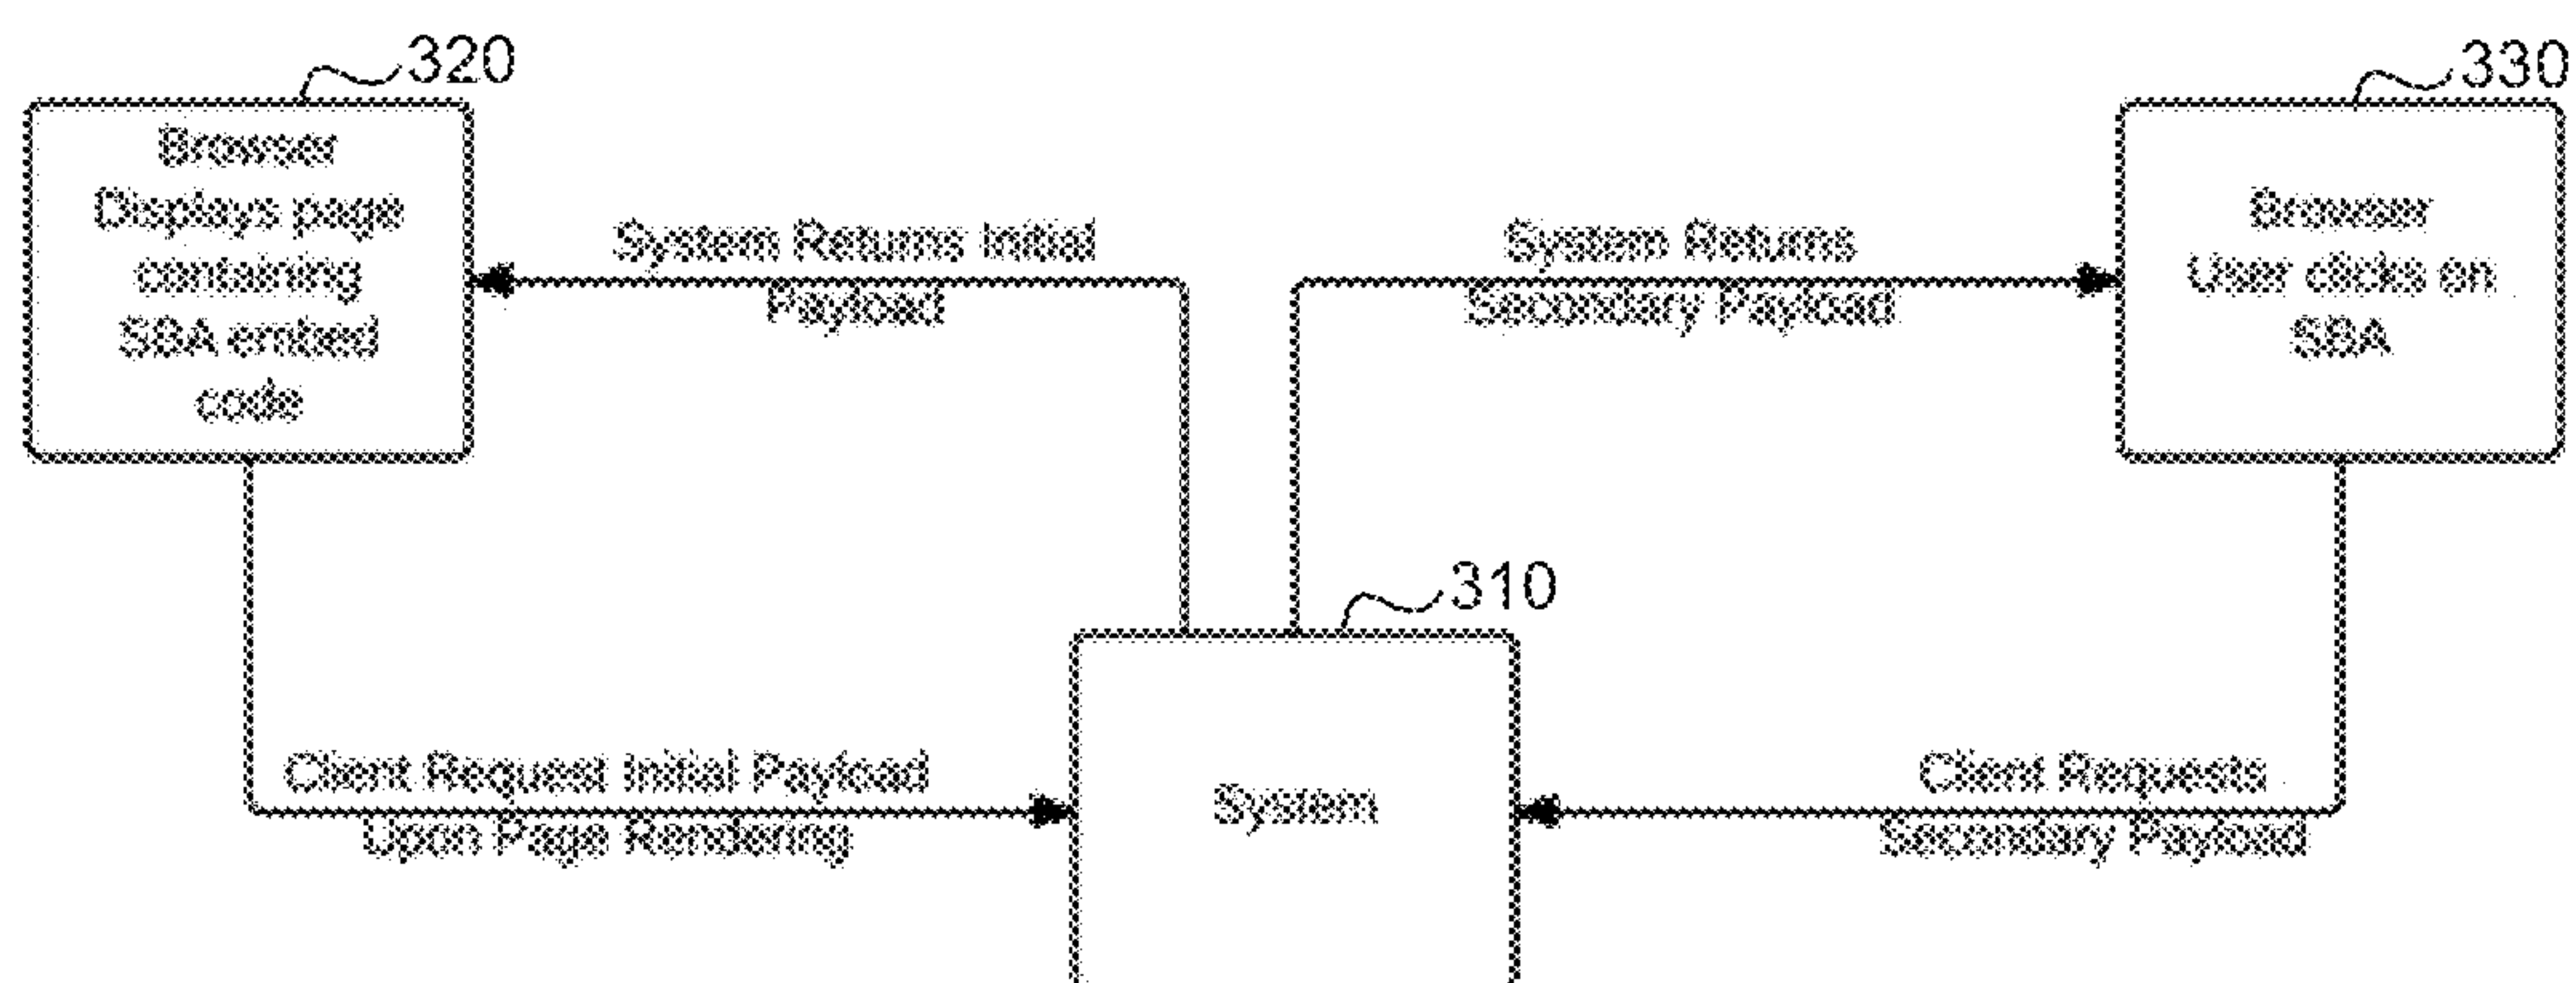 320
330
Browser
Displays page
containing
SBA embed
code
System Returns Initial
Payload
System Returns
Secondary Payload
Browser
User clicks on
SBA
310
Client Request Initial Payload
Upon Page Rendering
System
Client Requests
Secondary Payload